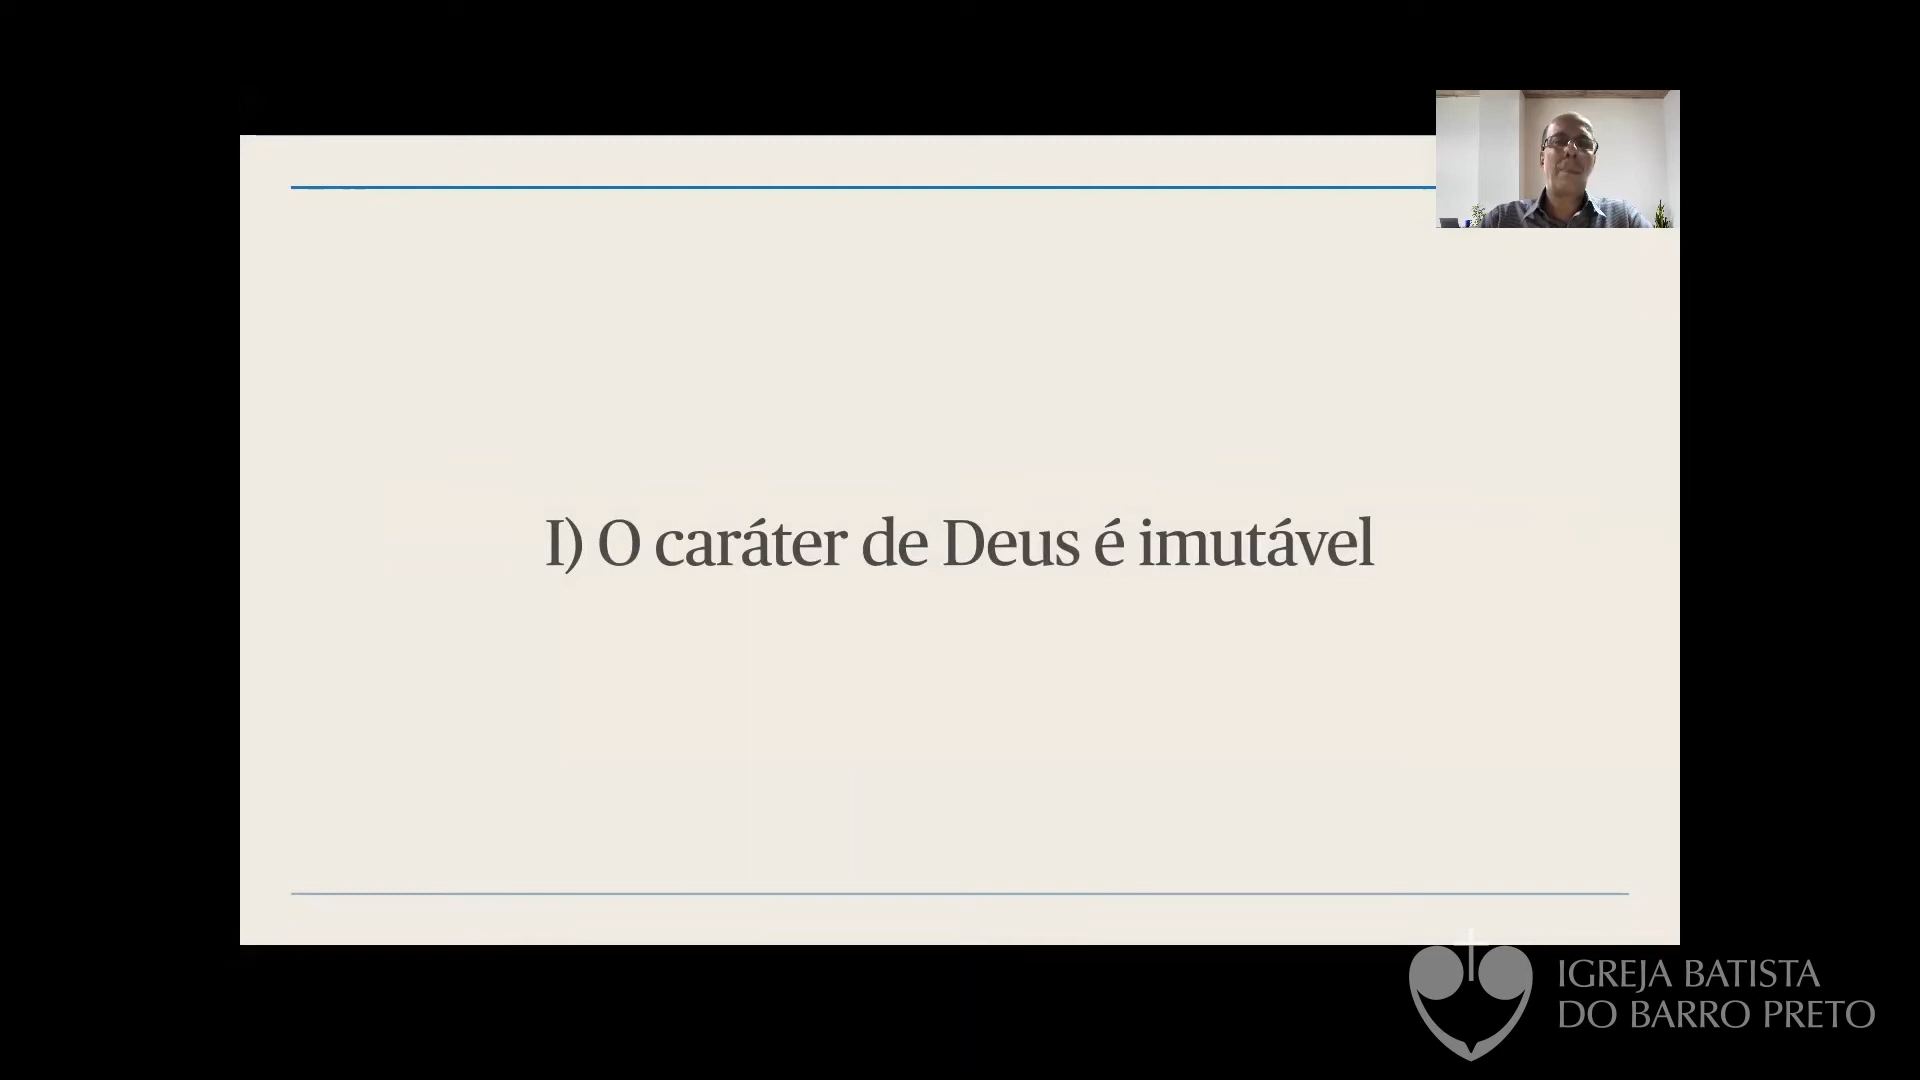 I) O caráter de Deus é imutável
IGREJA BATISTA
DO BARRO PRETO